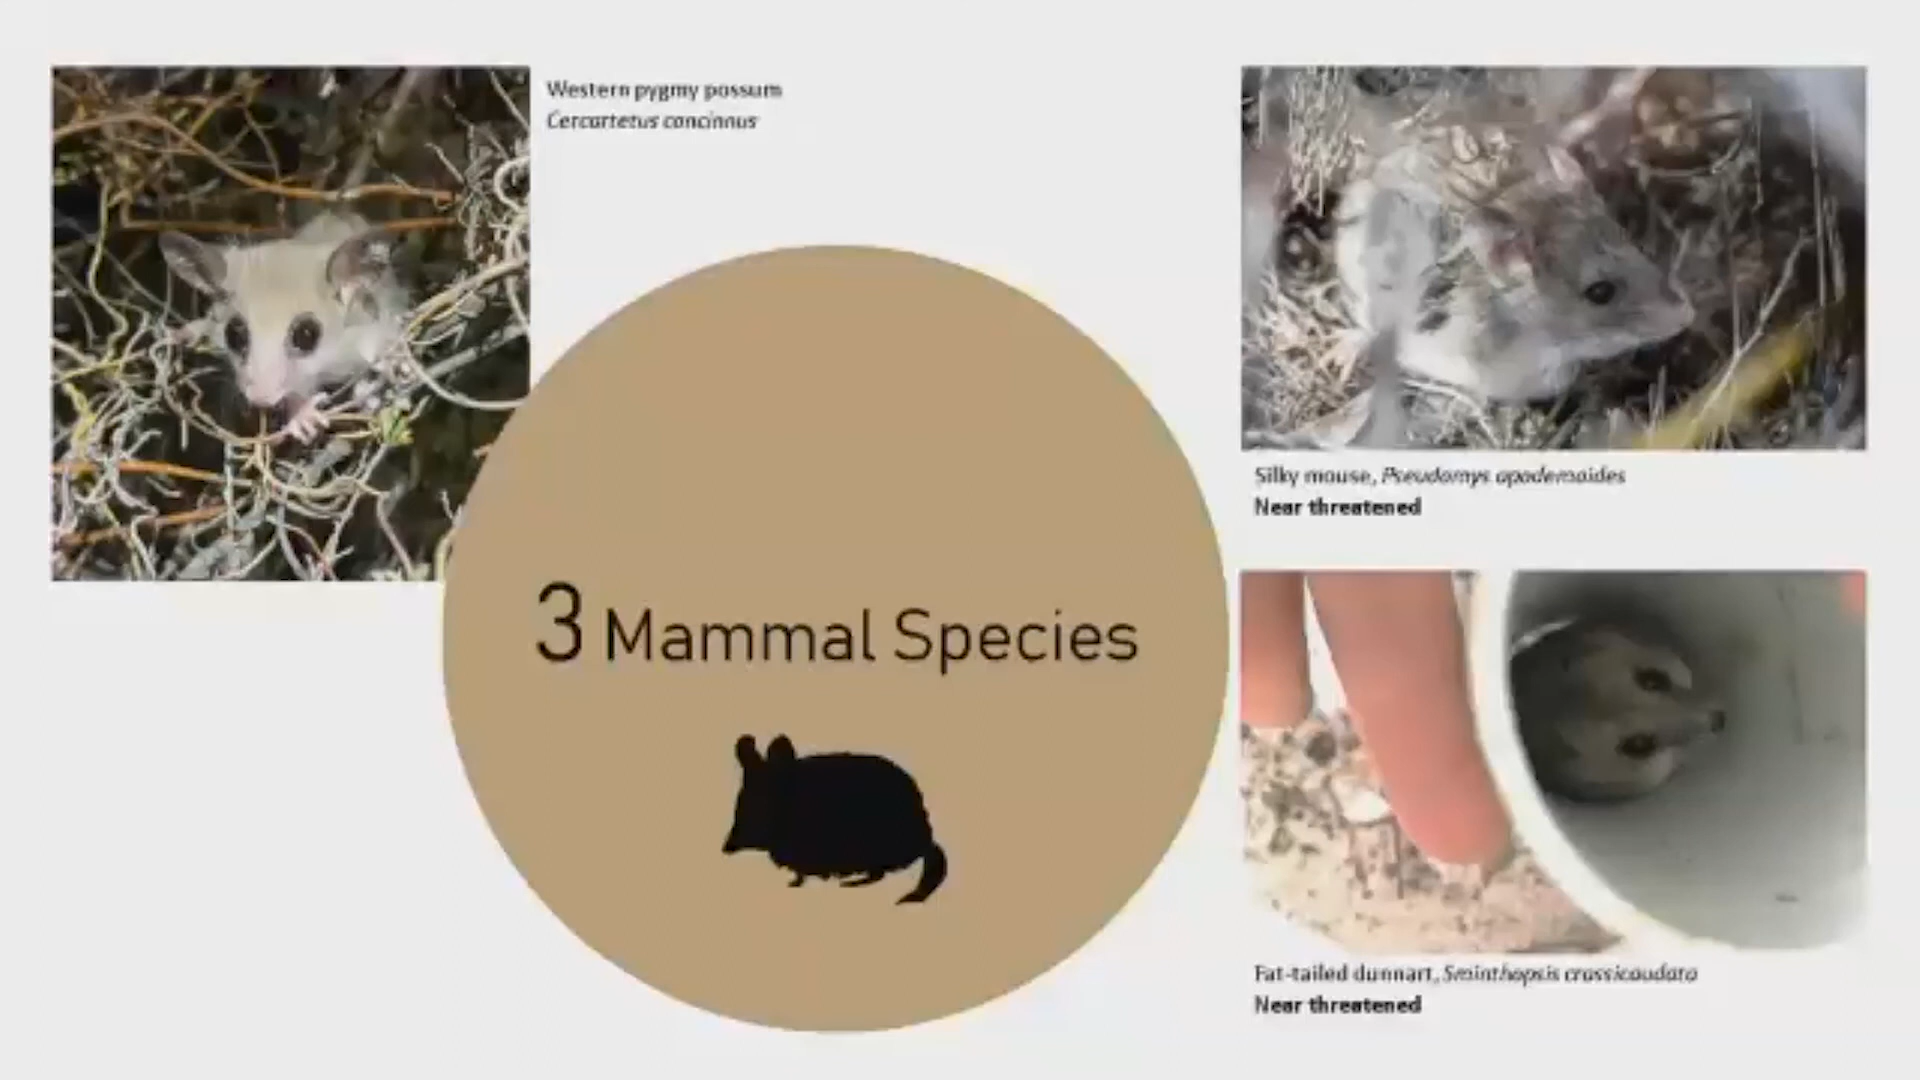 Western pygmy possum
Cercartetus concinnus
3 Mammal Species
Silky mouse, Pseudomys apodemoides
Near threatened
Fat-tailed dunnart, Sminthopsis crassicaudata
Near threatened